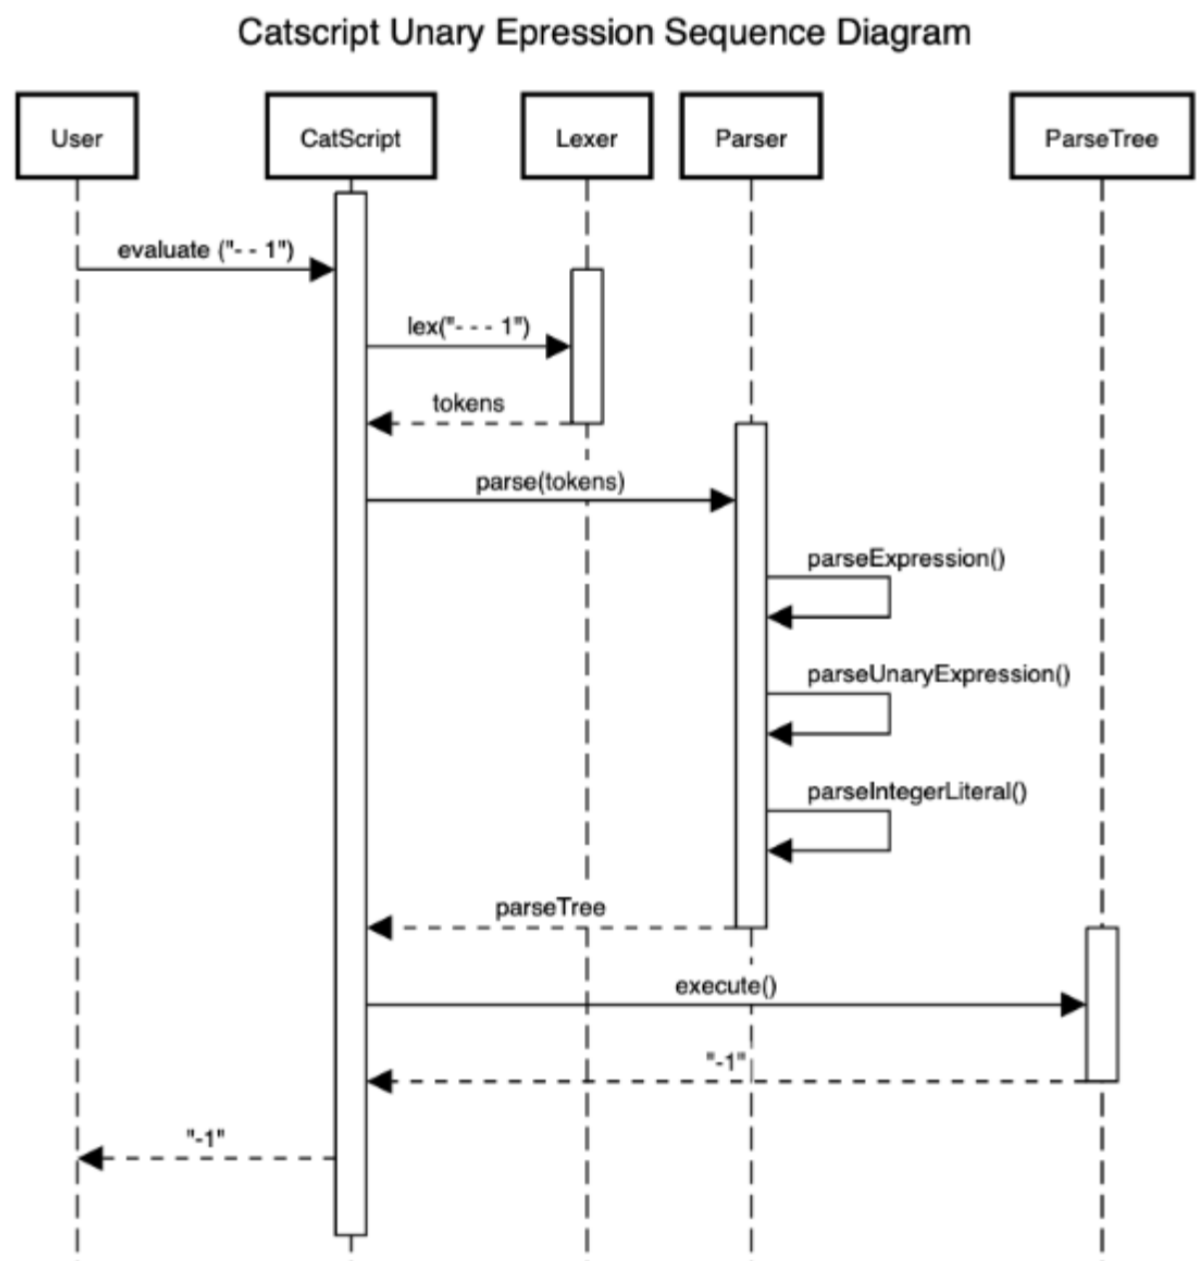 Catscript Unary Epression Sequence Diagram
User
CatScript
Lexer
Parser
ParseTree
evaluate ("- - 1")
lex("- - - 1")
tokens
parse(tokens)
parseExpression()
parseUnaryExpression()
parseIntegerLiteral()
parseTree
execute()
"-1"
"-1"